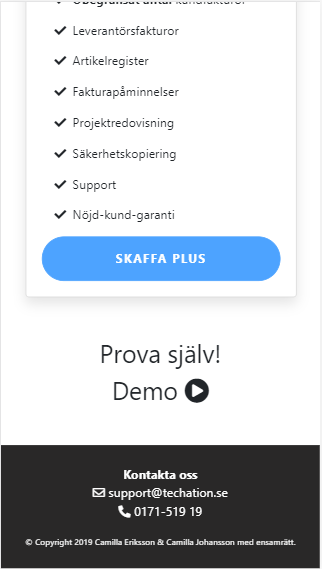 Obegränsat antal kundfakturor
Leverantörsfakturor
Artikelregister
Fakturapåminnelser
Projektredovisning
Säkerhetskopiering
Support
Nöjd-kund-garanti
SKAFFA PLUS
Prova själv!
Demo
Kontakta oss
support@techation.se
0171-519 19
© Copyright 2019 Camilla Eriksson & Camilla Johansson med ensamrätt.